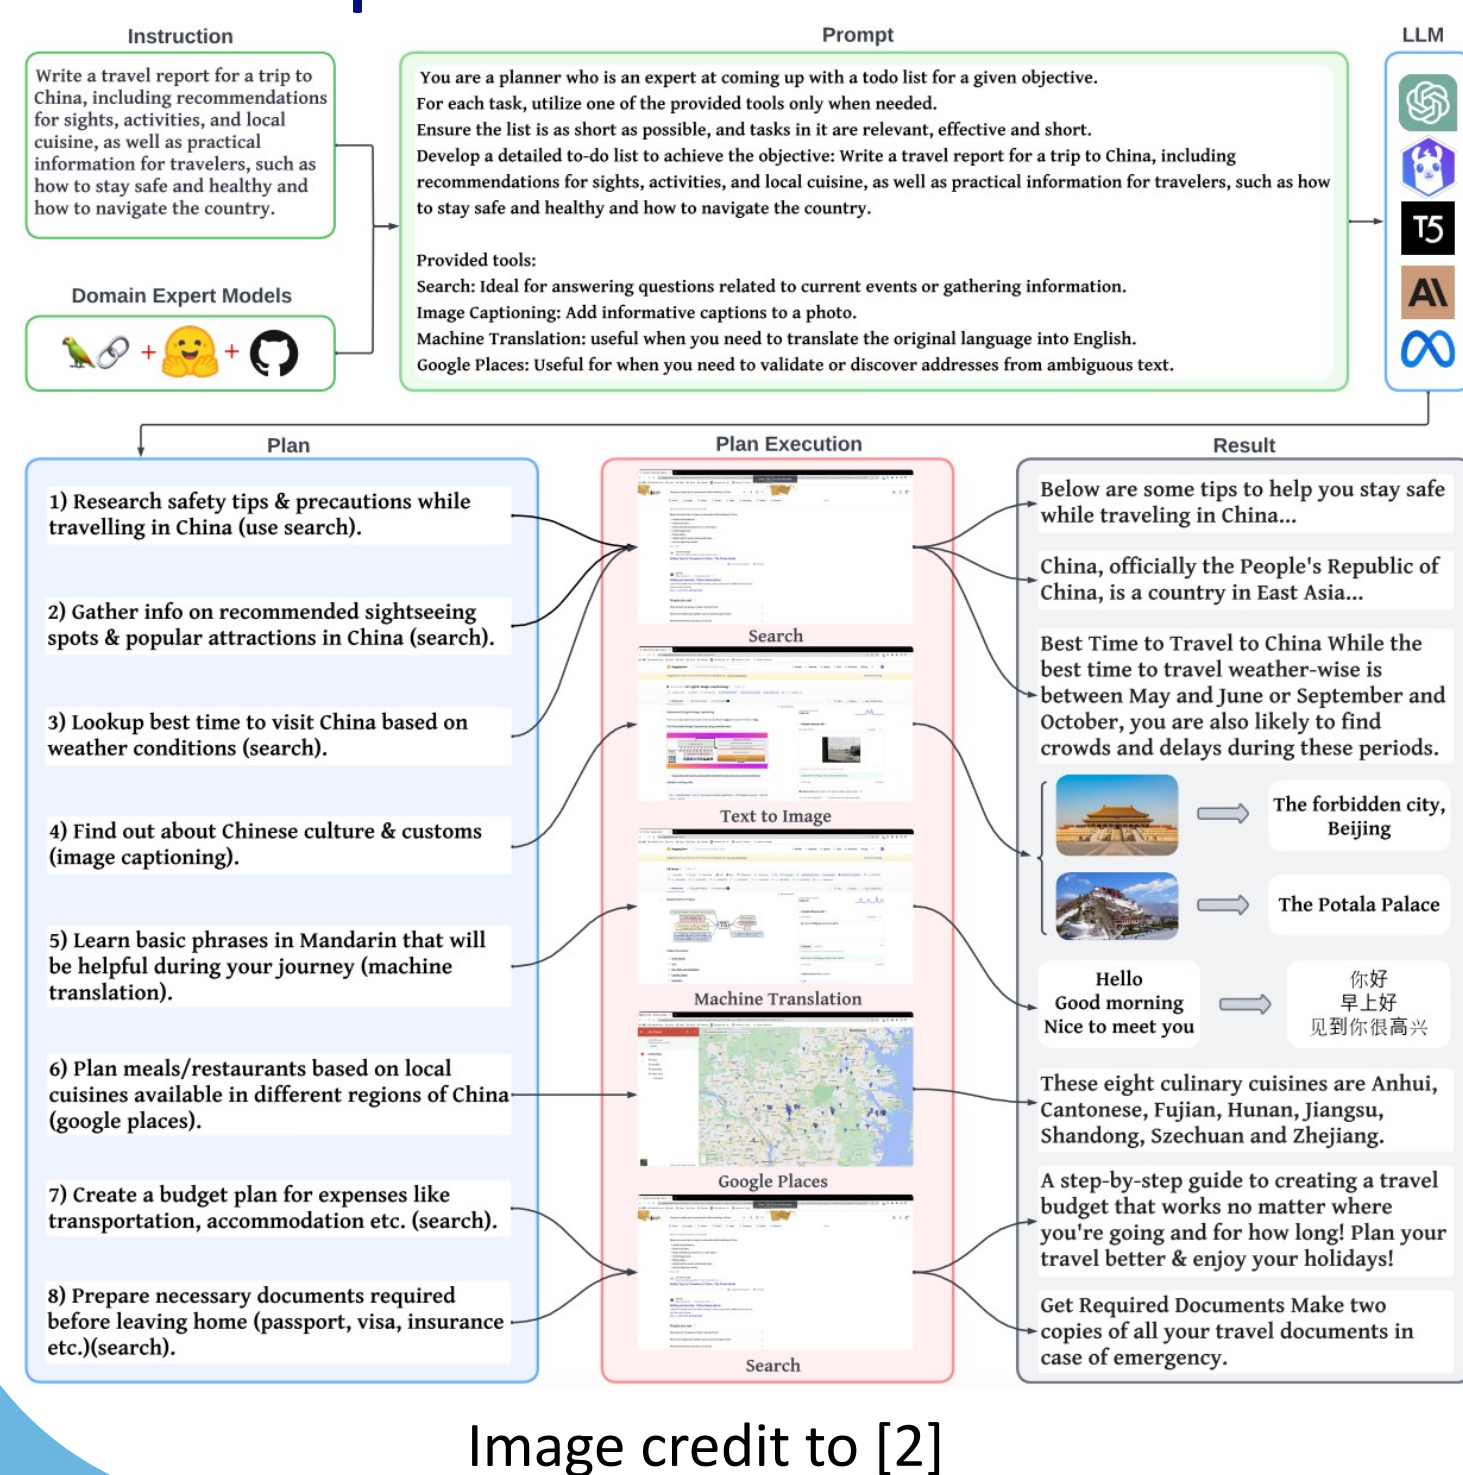 Instruction
Write a travel report for a trip to
China, including recommendations
for sights, activities, and local
cuisine, as well as practical
information for travelers, such as
how to stay safe and healthy and
how to navigate the country.
Domain Expert Models
Prompt
You are a planner who is an expert at coming up with a todo list for a given objective.
For each task, utilize one of the provided tools only when needed.
Ensure the list is as short as possible, and tasks in it are relevant, effective and short.
Develop a detailed to-do list to achieve the objective: Write a travel report for a trip to China, including
recommendations for sights, activities, and local cuisine, as well as practical information for travelers, such as how
to stay safe and healthy and how to navigate the country.
Provided tools:
Search: Ideal for answering questions related to current events or gathering information.
Image Captioning: Add informative captions to a photo.
Machine Translation: useful when you need to translate the original language into English.
Google Places: Useful for when you need to validate or discover addresses from ambiguous text.
LLM
T5
AI
Plan
1) Research safety tips & precautions while
travelling in China (use search).
2) Gather info on recommended sightseeing
spots & popular attractions in China (search).
3) Lookup best time to visit China based on
weather conditions (search).
4) Find out about Chinese culture & customs
(image captioning).
5) Learn basic phrases in Mandarin that will
be helpful during your journey (machine
translation).
6) Plan meals/restaurants based on local
cuisines available in different regions of China
(google places).
7) Create a budget plan for expenses like
transportation, accommodation etc. (search).
8) Prepare necessary documents required
before leaving home (passport, visa, insurance
etc.)(search).
Plan Execution
Search
Text to Image
T5
Machine Translation
Google Places
Search
Result
Below are some tips to help you stay safe
while traveling in China...
China, officially the People's Republic of
China, is a country in East Asia...
Best Time to Travel to China While the
best time to travel weather-wise is
between May and June or September and
October, you are also likely to find
crowds and delays during these periods.
The forbidden city,
Beijing
The Potala Palace
Hello
Good morning
Nice to meet you
你好
早上好
见到你很高兴
These eight culinary cuisines are Anhui,
Cantonese, Fujian, Hunan, Jiangsu,
Shandong, Szechuan and Zhejiang.
A step-by-step guide to creating a travel
budget that works no matter where
you're going and for how long! Plan your
travel better & enjoy your holidays!
Get Required Documents Make two
copies of all your travel documents in
case of emergency.
Image credit to [2]